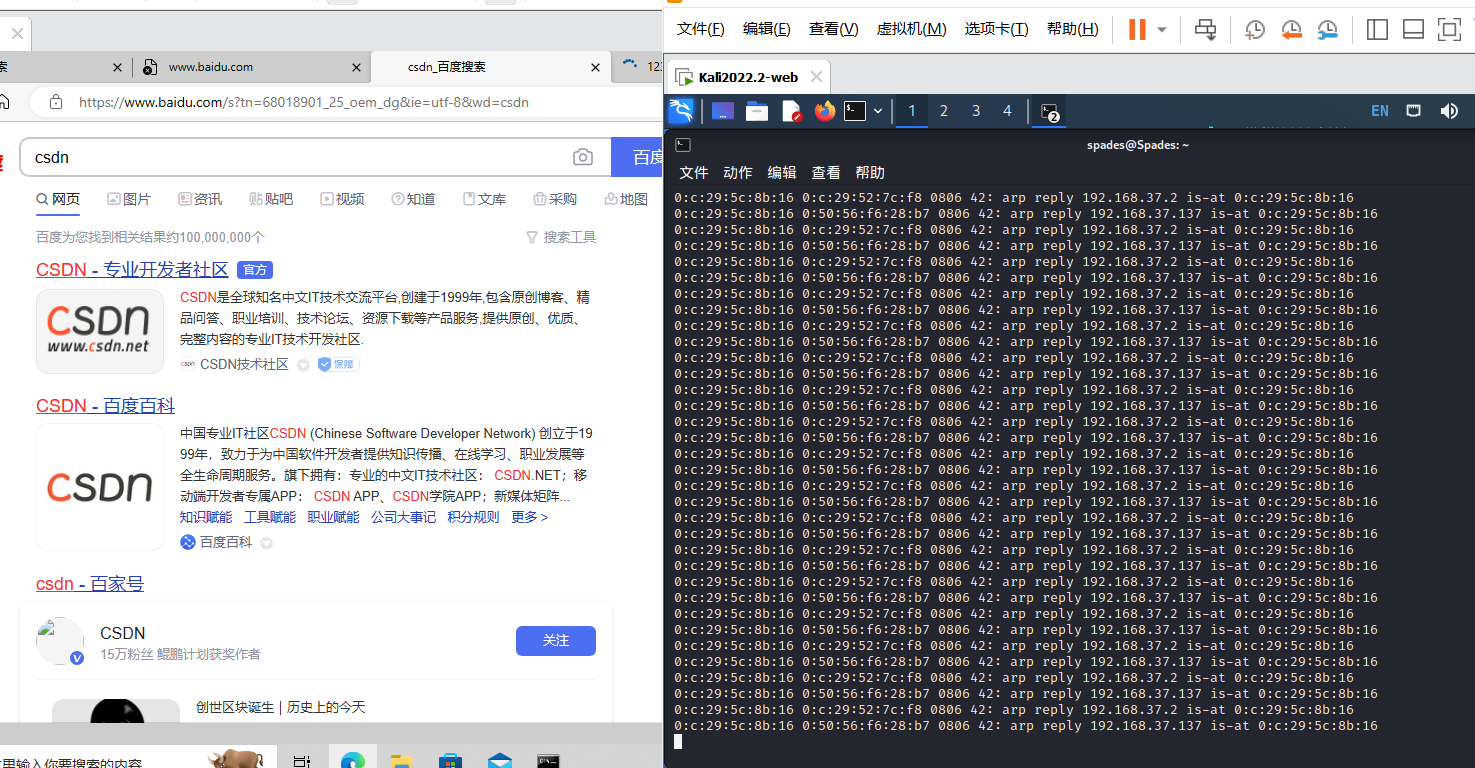 索
www.baidu.com
csdn_百度搜索
https://www.baidu.com/s?tn=68018901_25_oem_dg&ie=utf-8&wd=csdn
csdn
百度
网页 图片 资讯 贴吧 视频 知道 文库 采购 地图
百度为您找到相关结果约100,000,000个
搜索工具
CSDN - 专业开发者社区 官方
CSDN
www.csdn.net
CSDN是全球知名中文IT技术交流平台,创建于1999年,包含原创博客、精
品问答、职业培训、技术论坛、资源下载等产品服务,提供原创、优质、
完整内容的专业IT技术开发社区.
CSDN技术社区 保障
CSDN - 百度百科
CSDN
中国专业IT社区CSDN (Chinese Software Developer Network) 创立于19
99年，致力于为中国软件开发者提供知识传播、在线学习、职业发展等
全生命周期服务。旗下拥有：专业的中文IT技术社区： CSDN.NET；移
动端开发者专属APP： CSDN APP、CSDN学院APP；新媒体矩阵...
知识赋能 工具赋能 职业赋能 公司大事记 积分规则 更多 >
百度百科
csdn - 百家号
CSDN
15万粉丝 鲲鹏计划获奖作者
关注
创世区块诞生 | 历史上的今天
里输入你要搜索的内容
文件(F) 编辑(E) 查看(V) 虚拟机(M) 选项卡(T) 帮助(H)
Kali2022.2-web
1 2 3 4 2 EN
spades@Spades: ~
文件 动作 编辑 查看 帮助
0:c:29:5c:8b:16 0:c:29:52:7c:f8 0806 42: arp reply 192.168.37.2 is-at 0:c:29:5c:8b:16
0:c:29:5c:8b:16 0:50:56:f6:28:b7 0806 42: arp reply 192.168.37.137 is-at 0:c:29:5c:8b:16
0:c:29:5c:8b:16 0:c:29:52:7c:f8 0806 42: arp reply 192.168.37.2 is-at 0:c:29:5c:8b:16
0:c:29:5c:8b:16 0:50:56:f6:28:b7 0806 42: arp reply 192.168.37.137 is-at 0:c:29:5c:8b:16
0:c:29:5c:8b:16 0:c:29:52:7c:f8 0806 42: arp reply 192.168.37.2 is-at 0:c:29:5c:8b:16
0:c:29:5c:8b:16 0:50:56:f6:28:b7 0806 42: arp reply 192.168.37.137 is-at 0:c:29:5c:8b:16
0:c:29:5c:8b:16 0:c:29:52:7c:f8 0806 42: arp reply 192.168.37.2 is-at 0:c:29:5c:8b:16
0:c:29:5c:8b:16 0:50:56:f6:28:b7 0806 42: arp reply 192.168.37.137 is-at 0:c:29:5c:8b:16
0:c:29:5c:8b:16 0:c:29:52:7c:f8 0806 42: arp reply 192.168.37.2 is-at 0:c:29:5c:8b:16
0:c:29:5c:8b:16 0:50:56:f6:28:b7 0806 42: arp reply 192.168.37.137 is-at 0:c:29:5c:8b:16
0:c:29:5c:8b:16 0:c:29:52:7c:f8 0806 42: arp reply 192.168.37.2 is-at 0:c:29:5c:8b:16
0:c:29:5c:8b:16 0:50:56:f6:28:b7 0806 42: arp reply 192.168.37.137 is-at 0:c:29:5c:8b:16
0:c:29:5c:8b:16 0:c:29:52:7c:f8 0806 42: arp reply 192.168.37.2 is-at 0:c:29:5c:8b:16
0:c:29:5c:8b:16 0:50:56:f6:28:b7 0806 42: arp reply 192.168.37.137 is-at 0:c:29:5c:8b:16
0:c:29:5c:8b:16 0:c:29:52:7c:f8 0806 42: arp reply 192.168.37.2 is-at 0:c:29:5c:8b:16
0:c:29:5c:8b:16 0:50:56:f6:28:b7 0806 42: arp reply 192.168.37.137 is-at 0:c:29:5c:8b:16
0:c:29:5c:8b:16 0:c:29:52:7c:f8 0806 42: arp reply 192.168.37.2 is-at 0:c:29:5c:8b:16
0:c:29:5c:8b:16 0:50:56:f6:28:b7 0806 42: arp reply 192.168.37.137 is-at 0:c:29:5c:8b:16
0:c:29:5c:8b:16 0:c:29:52:7c:f8 0806 42: arp reply 192.168.37.2 is-at 0:c:29:5c:8b:16
0:c:29:5c:8b:16 0:50:56:f6:28:b7 0806 42: arp reply 192.168.37.137 is-at 0:c:29:5c:8b:16
0:c:29:5c:8b:16 0:c:29:52:7c:f8 0806 42: arp reply 192.168.37.2 is-at 0:c:29:5c:8b:16
0:c:29:5c:8b:16 0:50:56:f6:28:b7 0806 42: arp reply 192.168.37.137 is-at 0:c:29:5c:8b:16
0:c:29:5c:8b:16 0:c:29:52:7c:f8 0806 42: arp reply 192.168.37.2 is-at 0:c:29:5c:8b:16
0:c:29:5c:8b:16 0:50:56:f6:28:b7 0806 42: arp reply 192.168.37.137 is-at 0:c:29:5c:8b:16
0:c:29:5c:8b:16 0:c:29:52:7c:f8 0806 42: arp reply 192.168.37.2 is-at 0:c:29:5c:8b:16
0:c:29:5c:8b:16 0:50:56:f6:28:b7 0806 42: arp reply 192.168.37.137 is-at 0:c:29:5c:8b:16
0:c:29:5c:8b:16 0:c:29:52:7c:f8 0806 42: arp reply 192.168.37.2 is-at 0:c:29:5c:8b:16
0:c:29:5c:8b:16 0:50:56:f6:28:b7 0806 42: arp reply 192.168.37.137 is-at 0:c:29:5c:8b:16
0:c:29:5c:8b:16 0:c:29:52:7c:f8 0806 42: arp reply 192.168.37.2 is-at 0:c:29:5c:8b:16
0:c:29:5c:8b:16 0:50:56:f6:28:b7 0806 42: arp reply 192.168.37.137 is-at 0:c:29:5c:8b:16
0:c:29:5c:8b:16 0:c:29:52:7c:f8 0806 42: arp reply 192.168.37.2 is-at 0:c:29:5c:8b:16
0:c:29:5c:8b:16 0:50:56:f6:28:b7 0806 42: arp reply 192.168.37.137 is-at 0:c:29:5c:8b:16
0:c:29:5c:8b:16 0:c:29:52:7c:f8 0806 42: arp reply 192.168.37.2 is-at 0:c:29:5c:8b:16
0:c:29:5c:8b:16 0:50:56:f6:28:b7 0806 42: arp reply 192.168.37.137 is-at 0:c:29:5c:8b:16